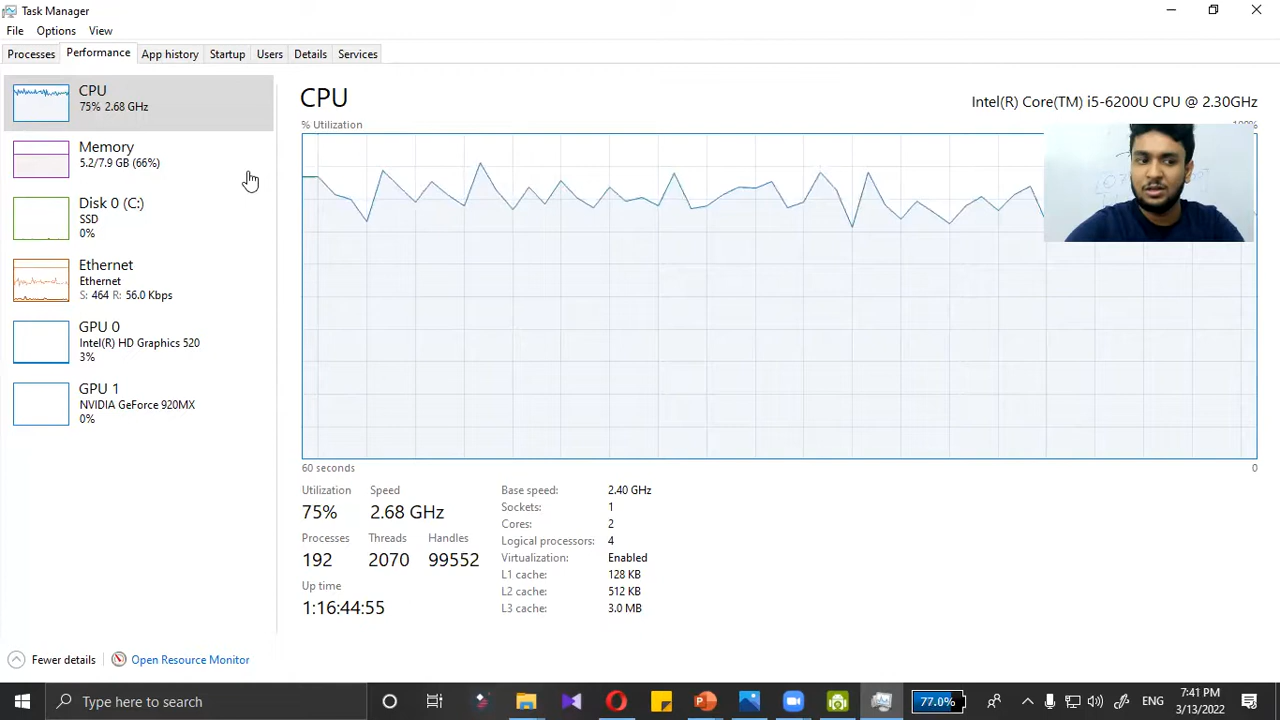 Task Manager
File Options View
Processes Performance App history Startup Users Details Services
CPU
75% 2.68 GHz
Memory
5.2/7.9 GB (66%)
Disk 0 (C:)
SSD
0%
Ethernet
Ethernet
S: 464 R: 56.0 Kbps
GPU 0
Intel(R) HD Graphics 520
3%
GPU 1
NVIDIA GeForce 920MX
0%
CPU
Intel(R) Core(TM) i5-6200U CPU @ 2.30GHz
% Utilization
60 seconds 0
Utilization Speed
75% 2.68 GHz
Processes Threads Handles
192 2070 99552
Up time
1:16:44:55
Base speed: 2.40 GHz
Sockets: 1
Cores: 2
Logical processors: 4
Virtualization: Enabled
L1 cache: 128 KB
L2 cache: 512 KB
L3 cache: 3.0 MB
Fewer details Open Resource Monitor
Type here to search
77.0%
ENG
7:41 PM
3/13/2022